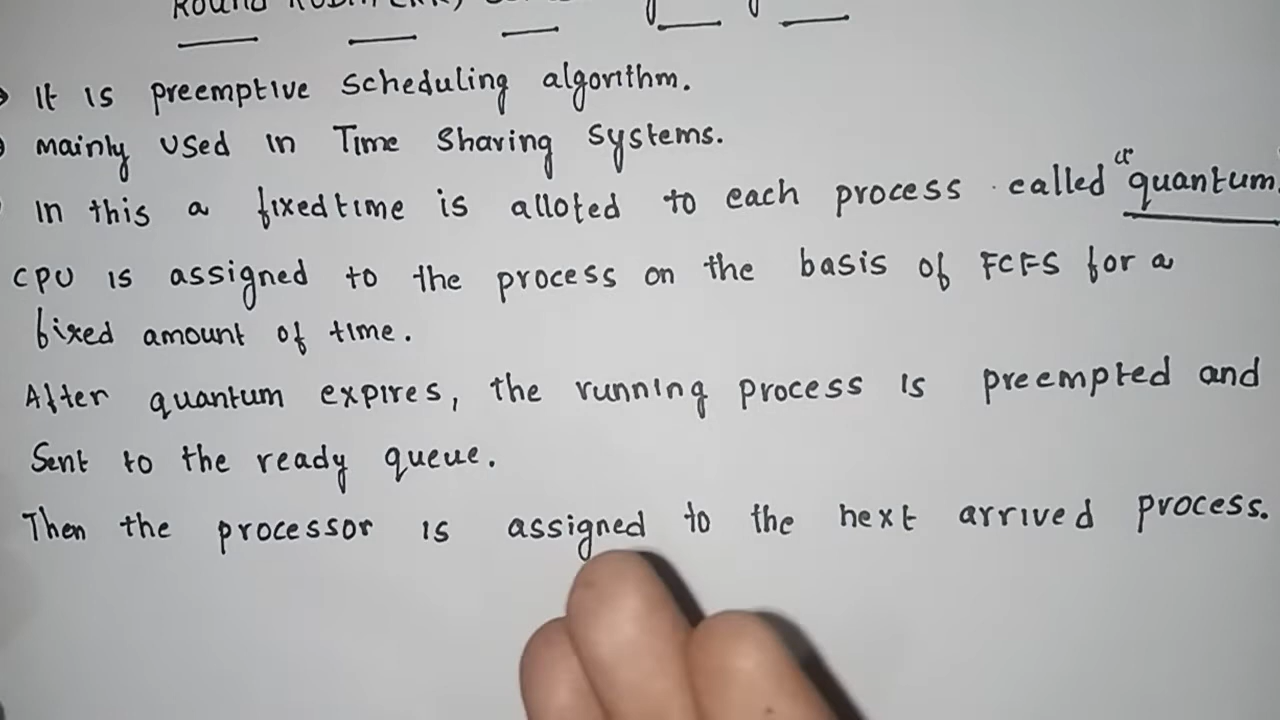 It is preemptive scheduling algorithm.
mainly used in Time Sharing systems.
In this a fixed time is alloted to each process called a quantum.
CPU is assigned to the process on the basis of FCFS for a
fixed amount of time.
After quantum expires, the running process is preempted and
Sent to the ready queue.
Then the processor is assigned to the next arrived process.